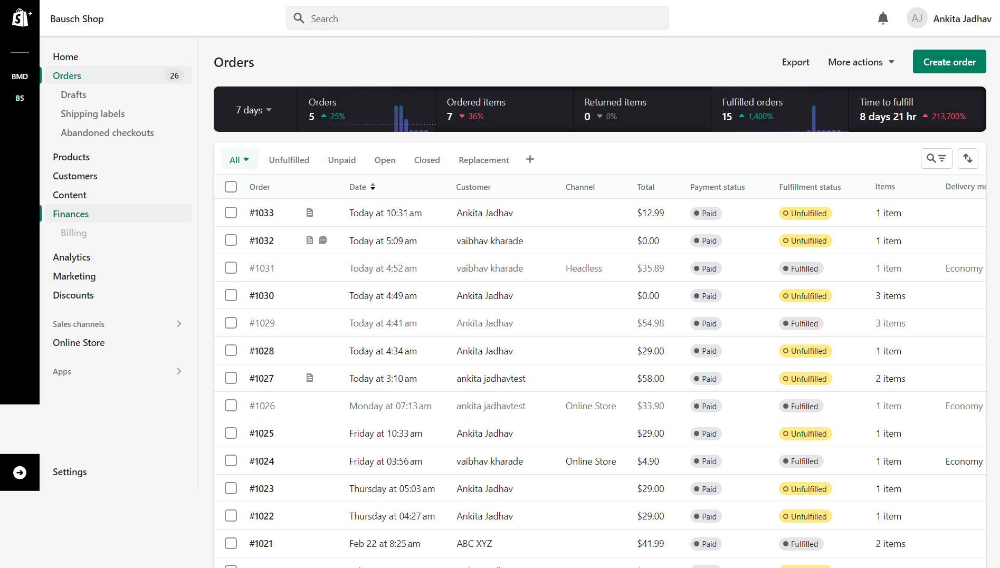 Bausch Shop
Search
AJ
Ankita Jadhav
BMD
BS
Home
Orders 26
Drafts
Shipping labels
Abandoned checkouts
Products
Customers
Content
Finances
Billing
Analytics
Marketing
Discounts
Sales channels
Online Store
Apps
Settings
Orders
Export More actions Create order
7 days
Orders
5 25%
Ordered items
7 36%
Returned items
0 0%
Fulfilled orders
15 1,400%
Time to fulfill
8 days 21 hr 213,700%
All Unfulfilled Unpaid Open Closed Replacement +
Order Date Customer Channel Total Payment status Fulfillment status Items Delivery me
#1033 Today at 10:31 am Ankita Jadhav $12.99 Paid Unfulfilled 1 item
#1032 Today at 5:09 am vaibhav kharade $0.00 Paid Unfulfilled 1 item
#1031 Today at 4:52 am vaibhav kharade Headless $35.89 Paid Fulfilled 1 item Economy
#1030 Today at 4:49 am Ankita Jadhav $0.00 Paid Unfulfilled 3 items
#1029 Today at 4:41 am Ankita Jadhav $54.98 Paid Fulfilled 3 items
#1028 Today at 4:34 am Ankita Jadhav $29.00 Paid Unfulfilled 1 item
#1027 Today at 3:10 am ankita jadhavtest $58.00 Paid Unfulfilled 2 items
#1026 Monday at 07:13 am ankita jadhavtest Online Store $33.90 Paid Fulfilled 1 item Economy
#1025 Friday at 10:33 am Ankita Jadhav $29.00 Paid Unfulfilled 1 item
#1024 Friday at 03:56 am vaibhav kharade Online Store $4.90 Paid Fulfilled 1 item Economy
#1023 Thursday at 05:03 am Ankita Jadhav $29.00 Paid Unfulfilled 1 item
#1022 Thursday at 04:27 am Ankita Jadhav $29.00 Paid Unfulfilled 1 item
#1021 Feb 22 at 8:25 am ABC XYZ $41.99 Paid Fulfilled 2 items